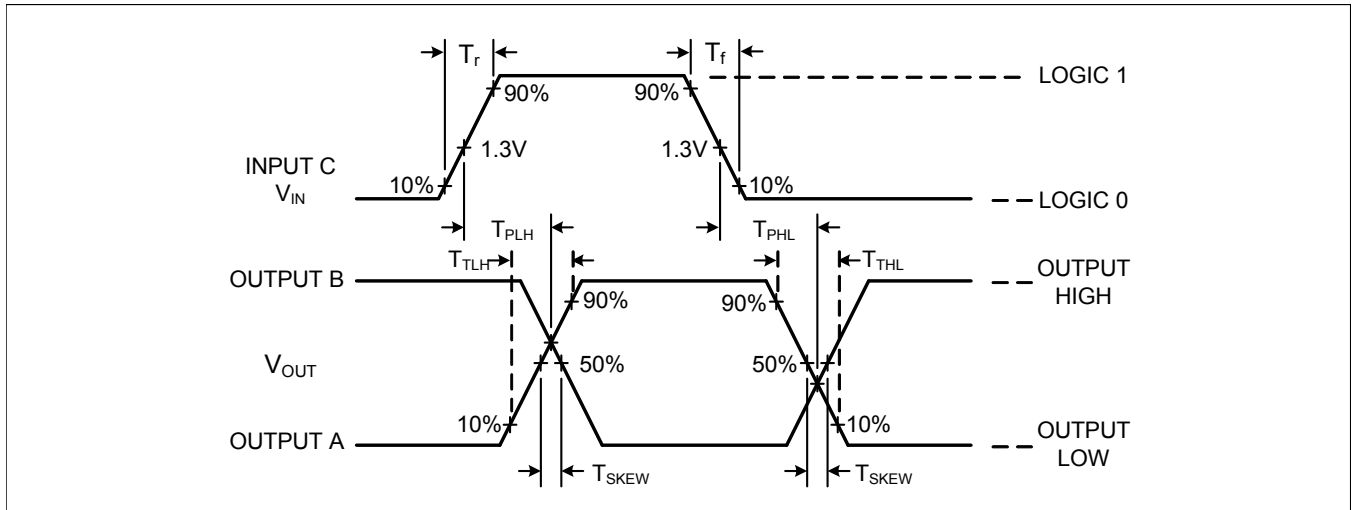 Tr
Tf
LOGIC 1
90%
90%
1.3V
1.3V
INPUT C
VIN
10%
10%
LOGIC 0
TPLH
TPHL
TTLH
TTHL
OUTPUT B
OUTPUT
HIGH
90%
90%
VOUT
50%
50%
10%
10%
OUTPUT A
OUTPUT
LOW
TSKEW
TSKEW